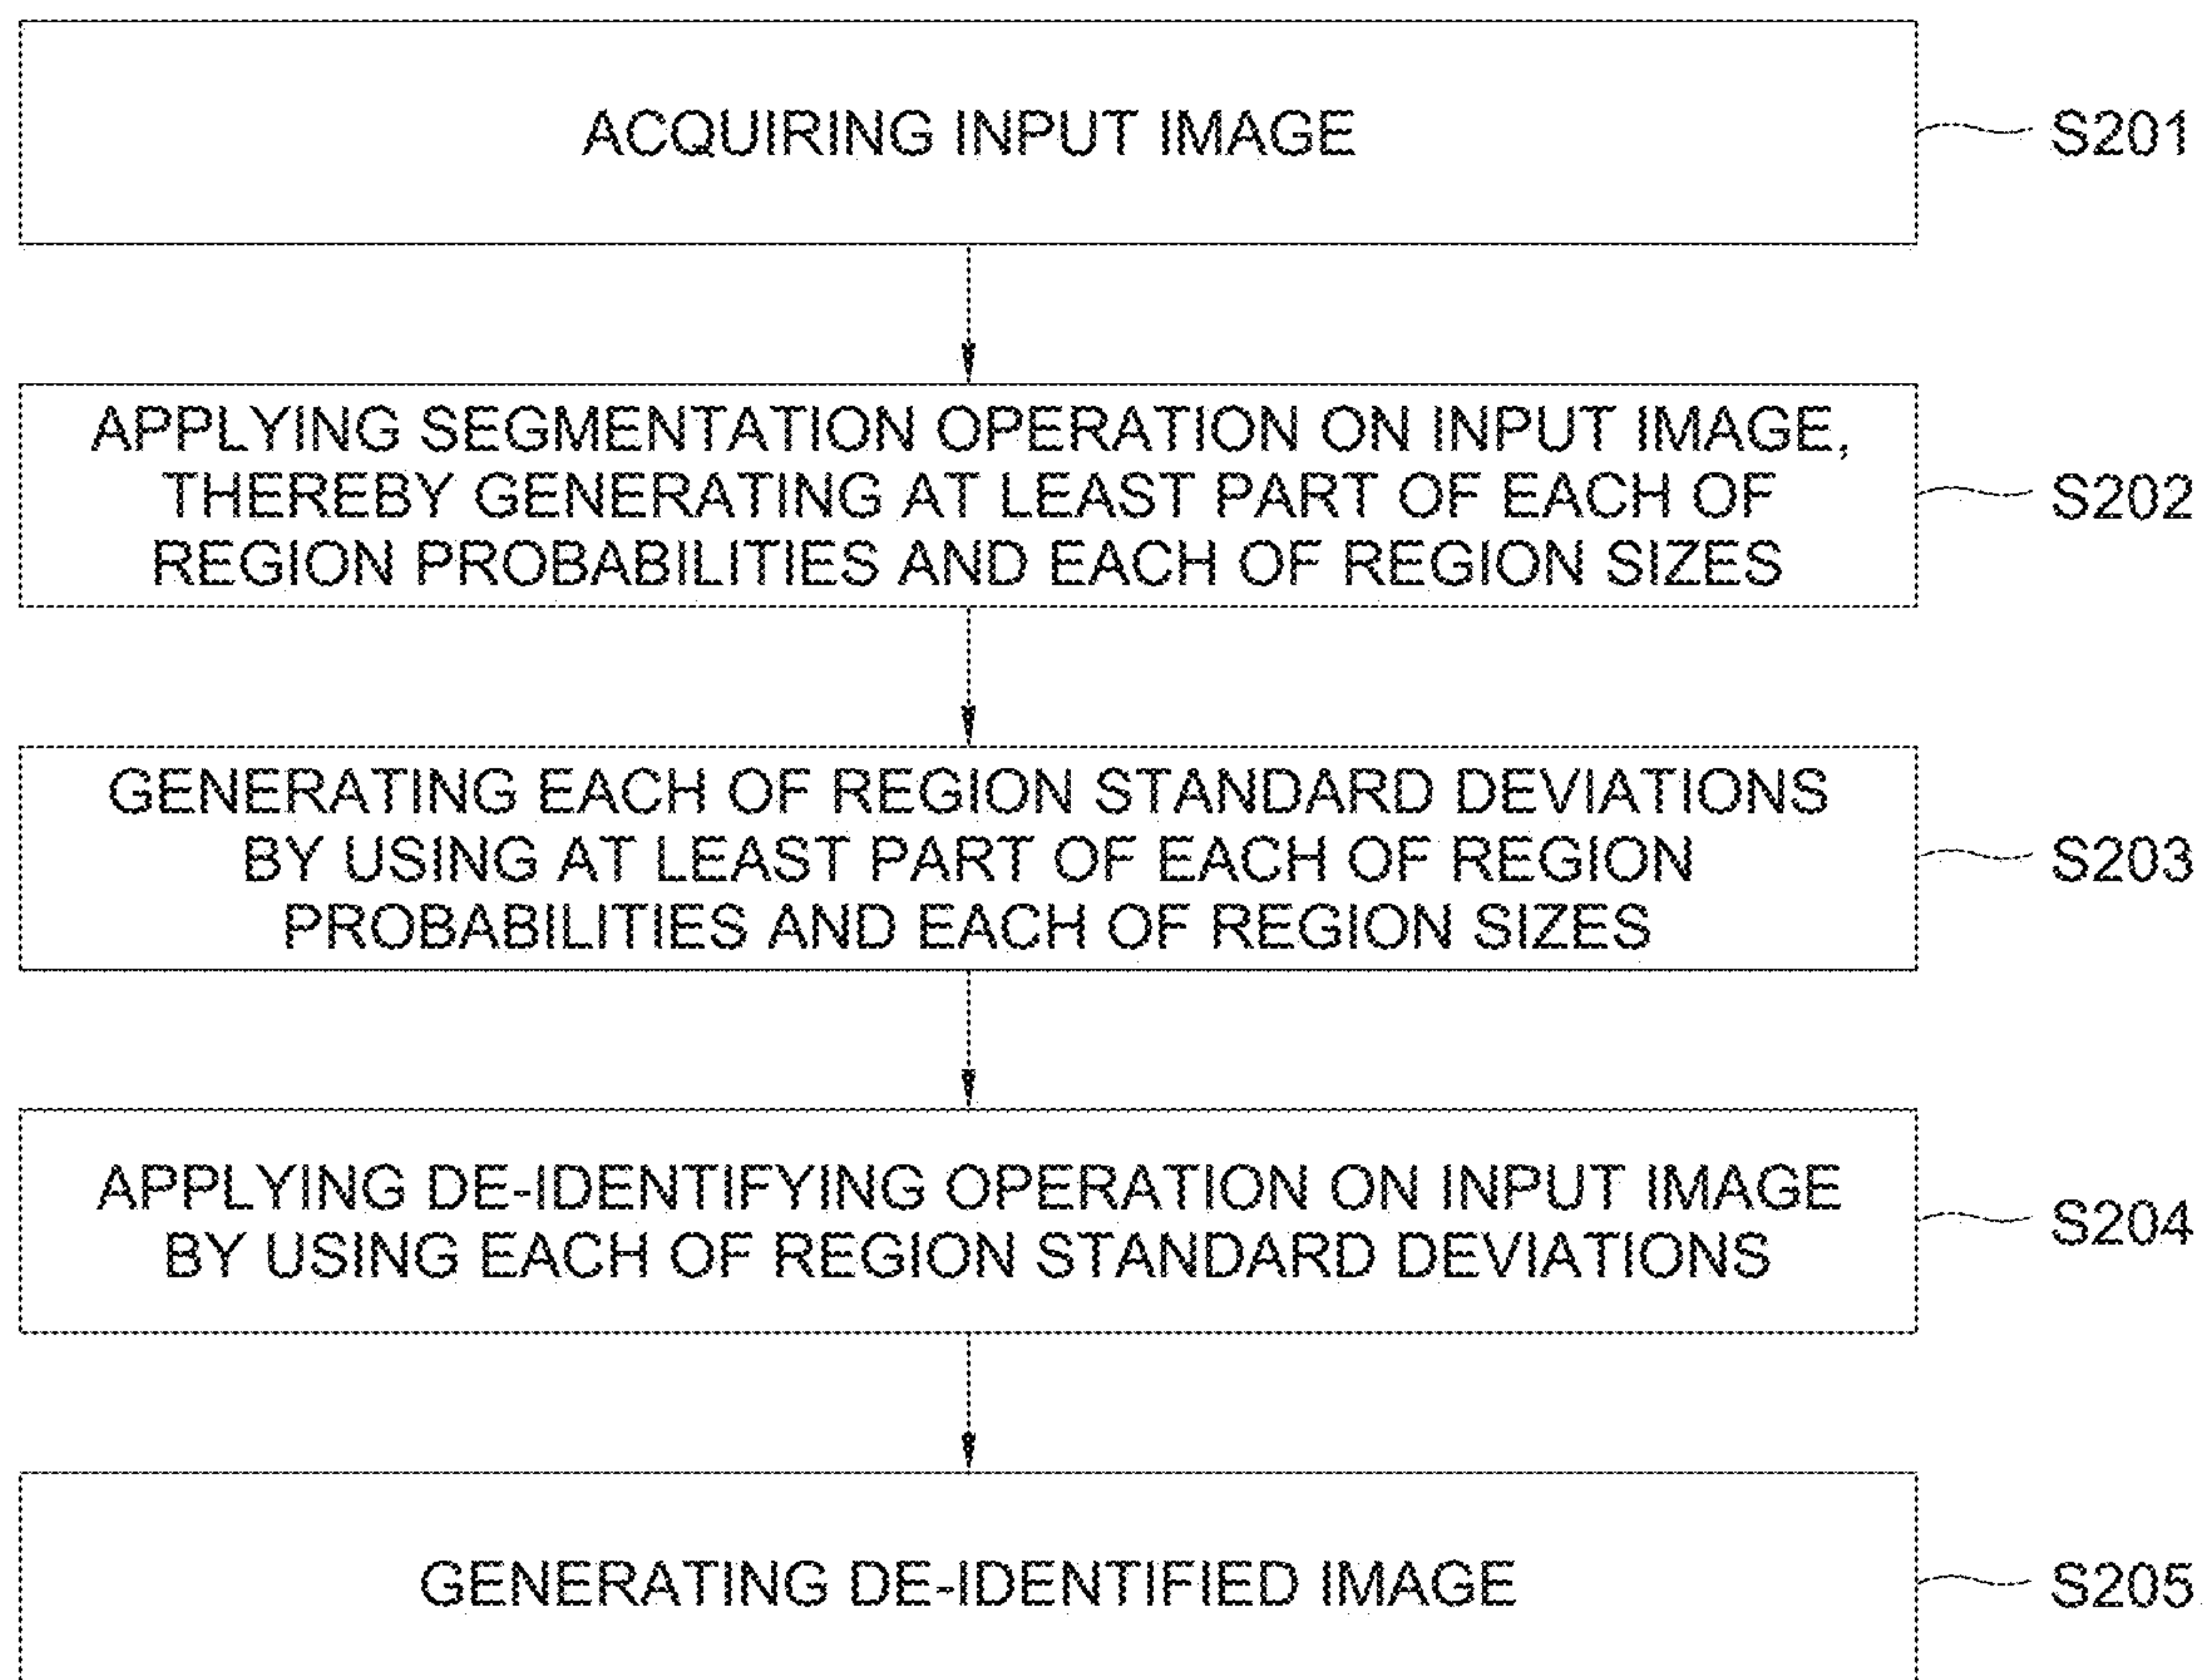 ACQUIRING INPUT IMAGE
S201
APPLYING SEGMENTATION OPERATION ON INPUT IMAGE,
THEREBY GENERATING AT LEAST PART OF EACH OF
REGION PROBABILITIES AND EACH OF REGION SIZES
S202
GENERATING EACH OF REGION STANDARD DEVIATIONS
BY USING AT LEAST PART OF EACH OF REGION
PROBABILITIES AND EACH OF REGION SIZES
S203
APPLYING DE-IDENTIFYING OPERATION ON INPUT IMAGE
BY USING EACH OF REGION STANDARD DEVIATIONS
S204
GENERATING DE-IDENTIFIED IMAGE
S205